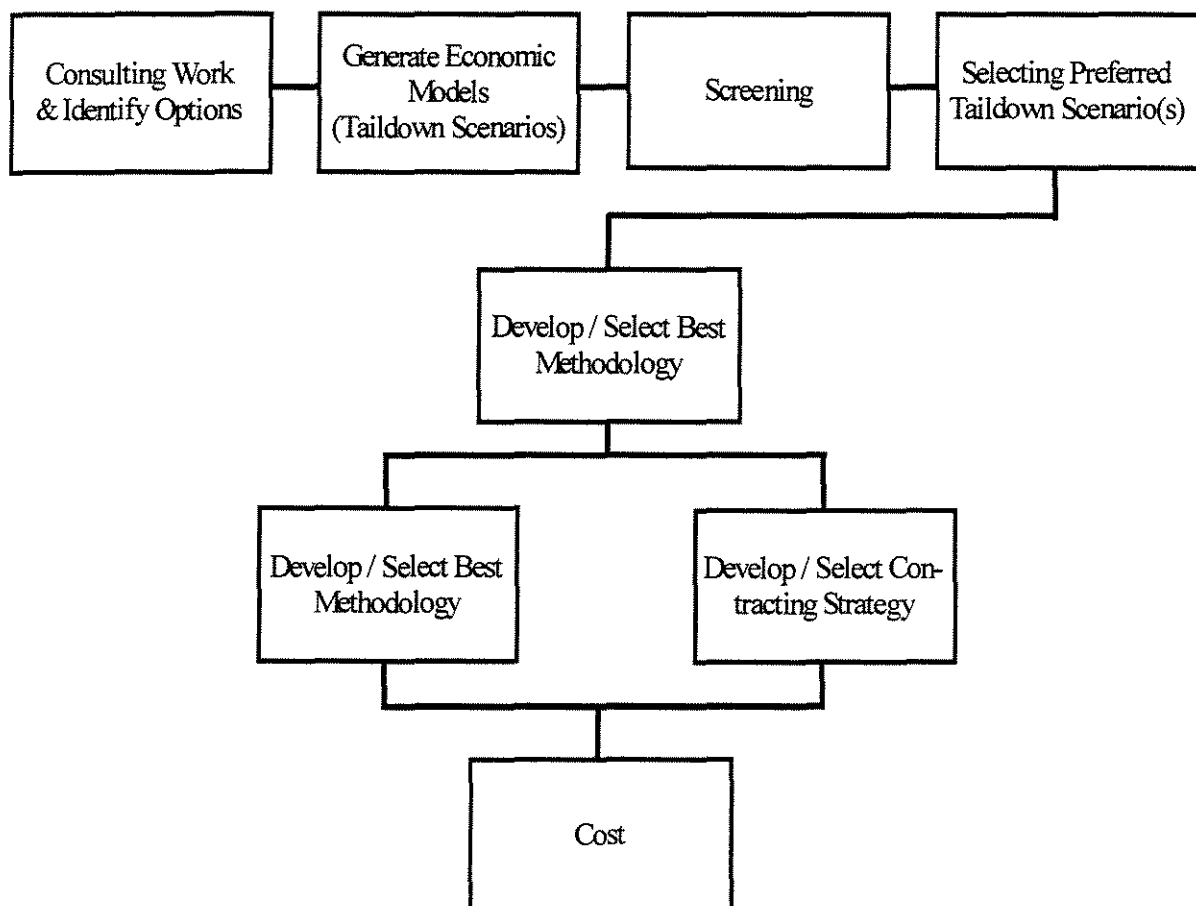 Consulting Work
& Identify Options
Generate Economic
Models
(Taildown Scenarios)
Screening
Selecting Preferred
Taildown Scenario(s)
Develop / Select Best
Methodology
Develop / Select Best
Methodology
Develop / Select Con-
tracting Strategy
Cost